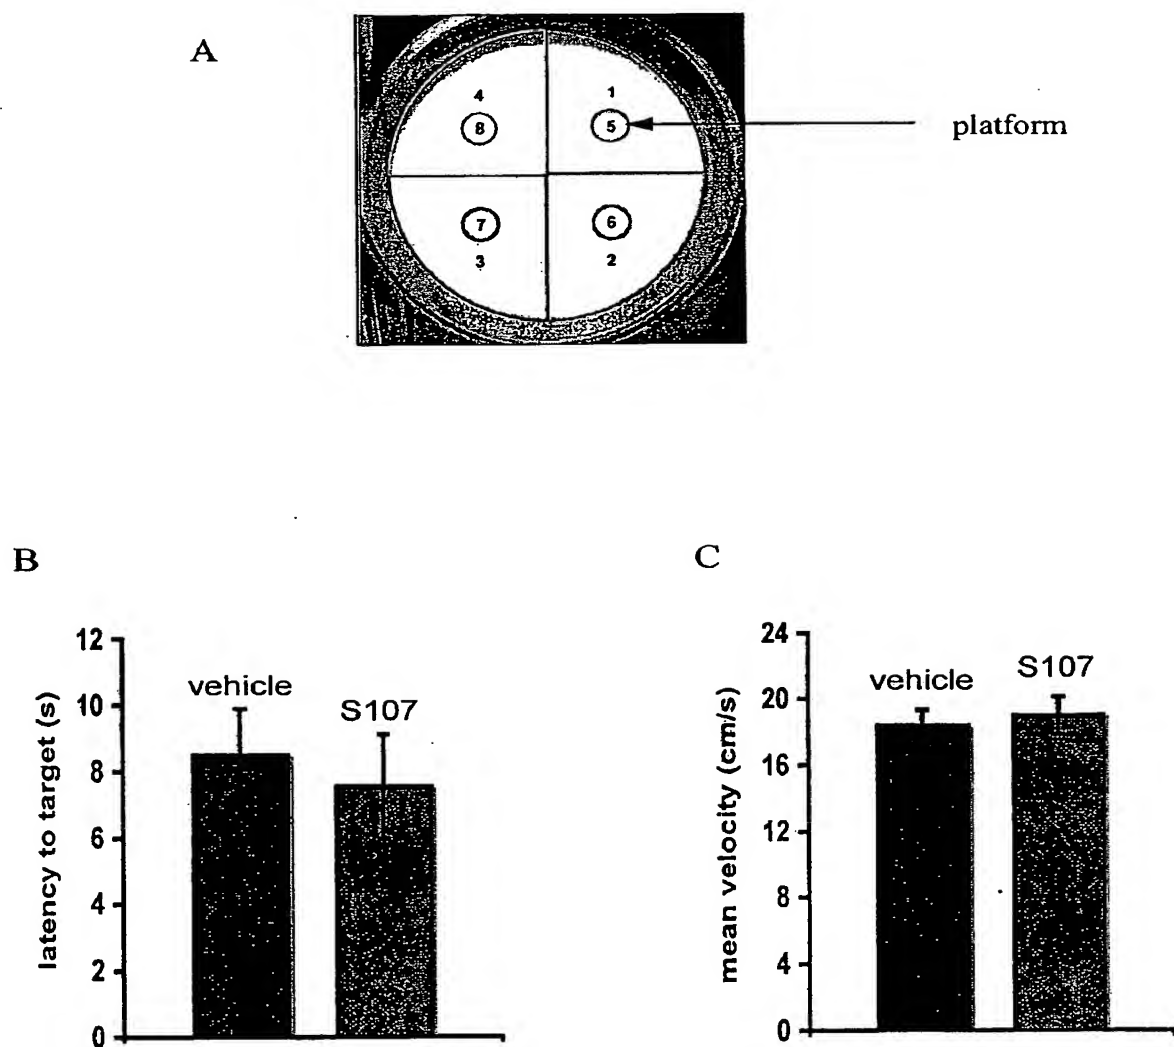 A
4 1
8 5 platform
7 6
3 2
B
12
10
8
6
4
2
0
latency to target (s)
vehicle
S107
C
24
20
16
12
8
4
0
mean velocity (cm/s)
vehicle
S107